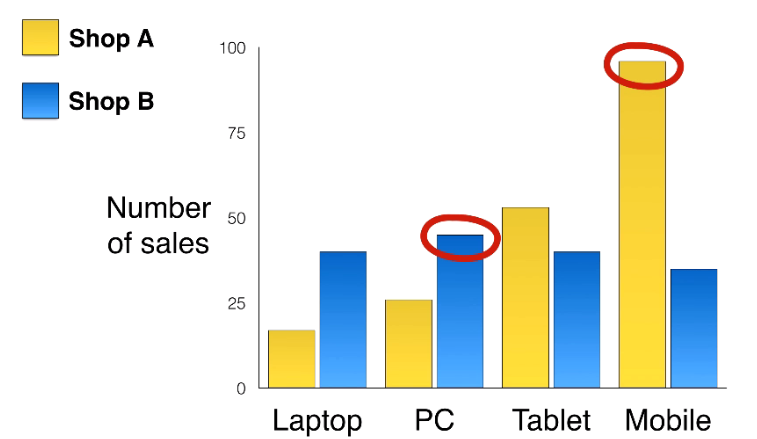 Shop A
Shop B
Number
of sales
100
75
50
25
0
Laptop PC Tablet Mobile